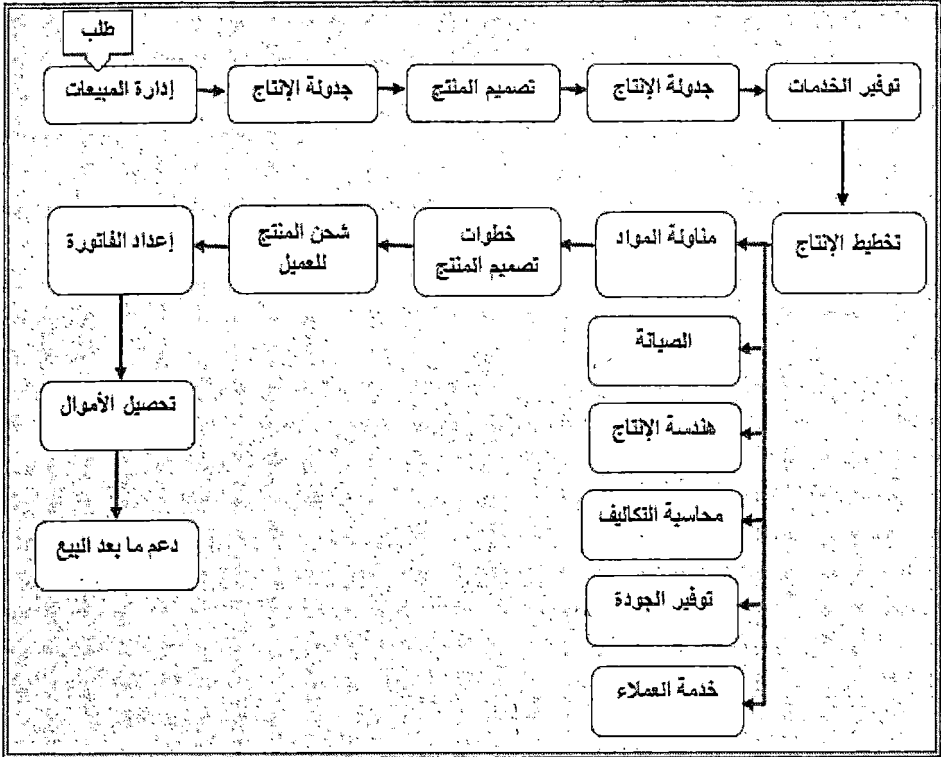 طلب
إدارة المبيعات
جدولة الإنتاج
تصميم المنتج
جدولة الإنتاج
توفير الخدمات
تخطيط الإنتاج
مناولة المواد
خطوات
تصميم المنتج
شحن المنتج
للعميل
إعداد الفاتورة
الصيانة
تحصيل الأموال
هندسة الإنتاج
محاسبة التكاليف
دعم ما بعد البيع
توفير الجودة
خدمة العملاء